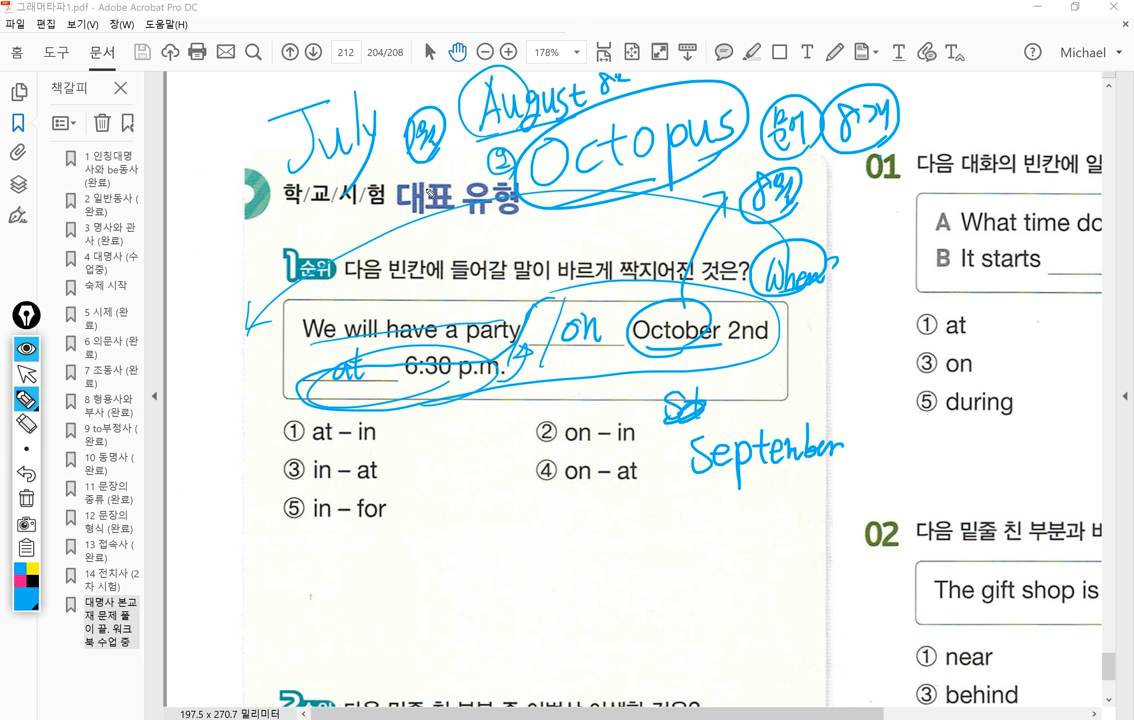 그래머타파1.pdf - Adobe Acrobat Pro DC
파일 편집 보기(V) 창(W) 도움말(H)
홈 도구 문서 212 204/208 178% Michael
책갈피
1 인칭대명
사와 be동사
(완료)
2 일반동사 (
완료)
3 명사와 관
사 (완료)
4 대명사 (수
업중)
숙제 시작
5 시제 (완
료)
6 의문사 (완
료)
7 조동사 (완
료)
8 형용사와
부사 (완료)
9 to부정사 (
완료)
10 동명사 (
완료)
11 문장의
종류 (완료)
12 문장의
형식 (완료)
13 접속사 (
완료)
14 전치사 (2
차 시험)
대명사 본교
재 문제 풀
이 끝. 워크
북 수업 중
July August
Octopus 문어 8개
8월
학/교/시/험 대표 유형
1순위 다음 빈칸에 들어갈 말이 바르게 짝지어진 것은? When
We will have a party on October 2nd
at 6:30 p.m.
① at – in ② on – in
③ in – at ④ on – at
⑤ in – for
September
01 다음 대화의 빈칸에
A What time do
B It starts
① at
③ on
⑤ during
02 다음 밑줄 친 부분과
The gift shop is
① near
③ behind
197.5 x 270.7 밀리미터